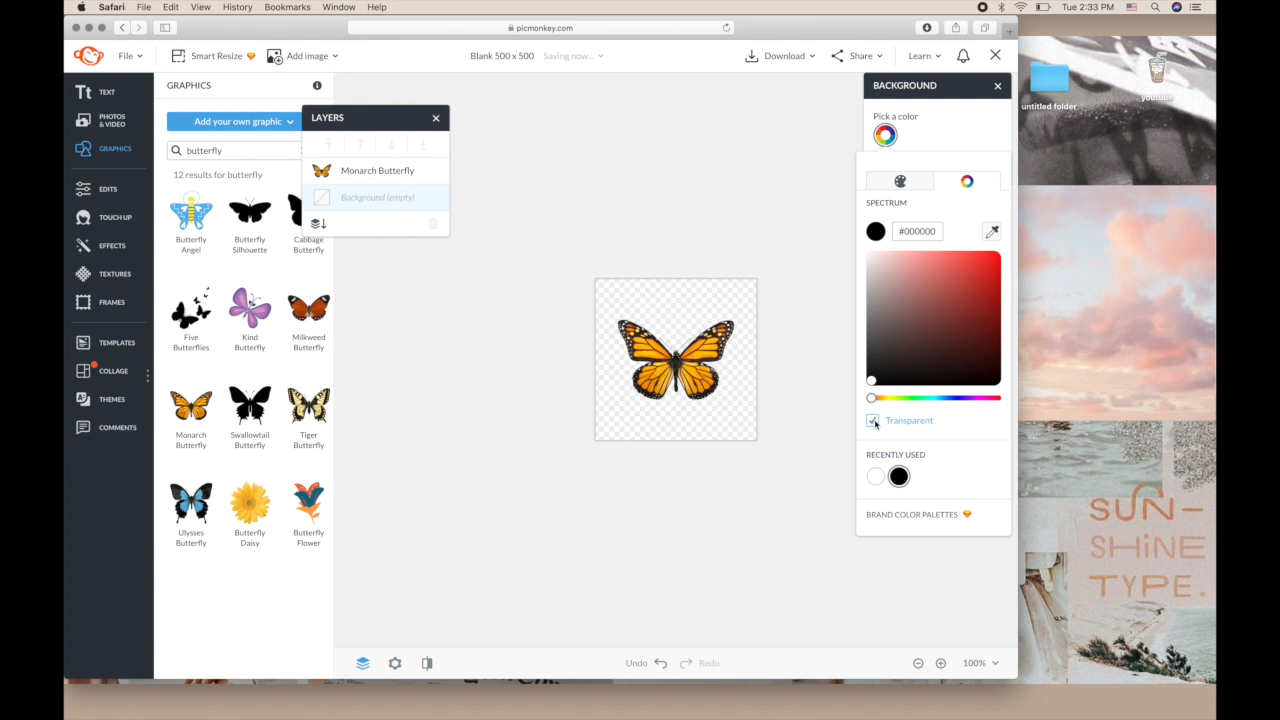 Safari File Edit View History Bookmarks Window Help Tue 2:33 PM
picmonkey.com
File Smart Resize Add image Blank 500 x 500 Saving now... Download Share Learn
TEXT
PHOTOS
& VIDEO
GRAPHICS
EDITS
TOUCH UP
EFFECTS
TEXTURES
FRAMES
TEMPLATES
COLLAGE
THEMES
COMMENTS
GRAPHICS
Add your own graphic
butterfly
12 results for butterfly
Butterfly
Angel
Butterfly
Silhouette
Cabbage
Butterfly
Five
Butterflies
Kind
Butterfly
Milkweed
Butterfly
Monarch
Butterfly
Swallowtail
Butterfly
Tiger
Butterfly
Ulysses
Butterfly
Butterfly
Daisy
Butterfly
Flower
LAYERS
Monarch Butterfly
Background (empty)
BACKGROUND
Pick a color
SPECTRUM
#000000
Transparent
RECENTLY USED
BRAND COLOR PALETTES
Undo Redo 100%
untitled folder
youtube
SUN-
SHINE
TYPE.